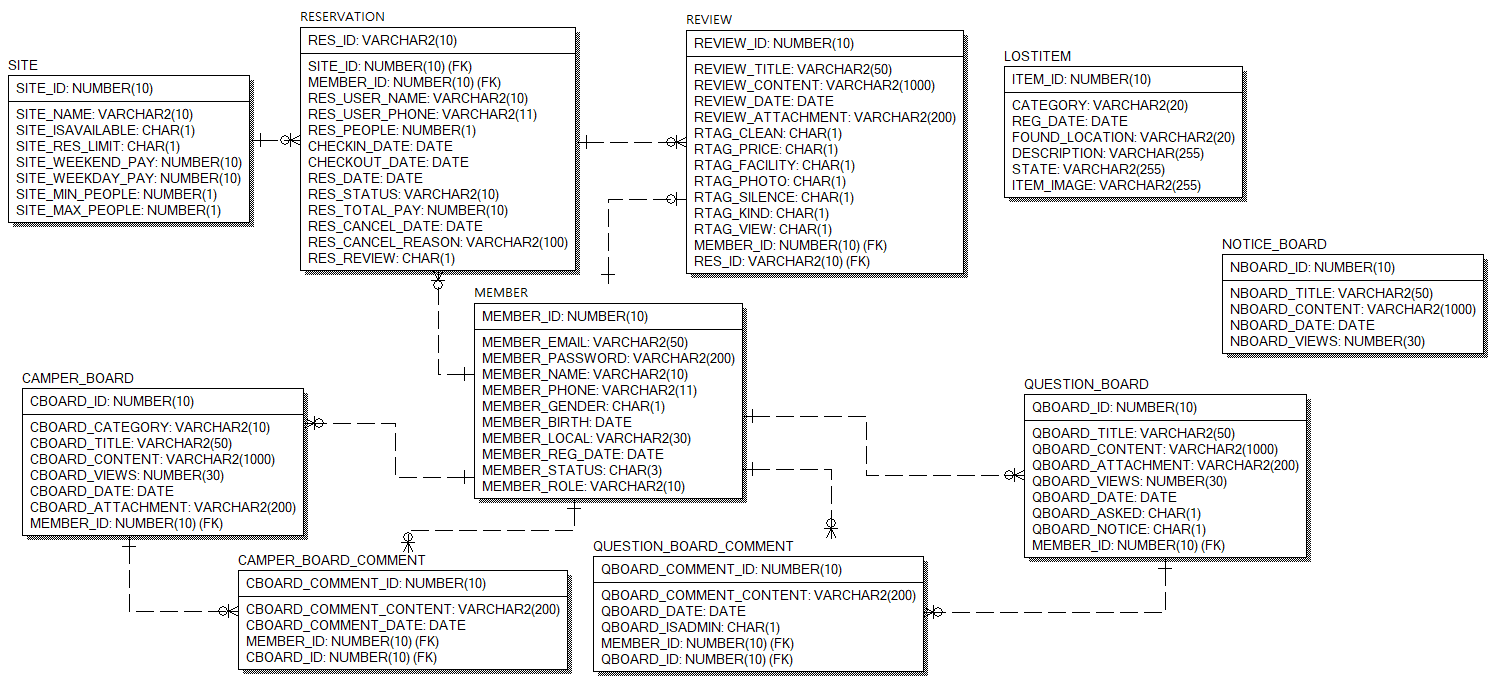 SITE
SITE_ID: NUMBER(10)
SITE_NAME: VARCHAR2(10)
SITE_ISAVAILABLE: CHAR(1)
SITE_RES_LIMIT: CHAR(1)
SITE_WEEKEND_PAY: NUMBER(10)
SITE_WEEKDAY_PAY: NUMBER(10)
SITE_MIN_PEOPLE: NUMBER(1)
SITE_MAX_PEOPLE: NUMBER(1)
RESERVATION
RES_ID: VARCHAR2(10)
SITE_ID: NUMBER(10) (FK)
MEMBER_ID: NUMBER(10) (FK)
RES_USER_NAME: VARCHAR2(10)
RES_USER_PHONE: VARCHAR2(11)
RES_PEOPLE: NUMBER(1)
CHECKIN_DATE: DATE
CHECKOUT_DATE: DATE
RES_DATE: DATE
RES_STATUS: VARCHAR2(10)
RES_TOTAL_PAY: NUMBER(10)
RES_CANCEL_DATE: DATE
RES_CANCEL_REASON: VARCHAR2(100)
RES_REVIEW: CHAR(1)
REVIEW
REVIEW_ID: NUMBER(10)
REVIEW_TITLE: VARCHAR2(50)
REVIEW_CONTENT: VARCHAR2(1000)
REVIEW_DATE: DATE
REVIEW_ATTACHMENT: VARCHAR2(200)
RTAG_CLEAN: CHAR(1)
RTAG_PRICE: CHAR(1)
RTAG_FACILITY: CHAR(1)
RTAG_PHOTO: CHAR(1)
RTAG_SILENCE: CHAR(1)
RTAG_KIND: CHAR(1)
RTAG_VIEW: CHAR(1)
MEMBER_ID: NUMBER(10) (FK)
RES_ID: VARCHAR2(10) (FK)
LOSTITEM
ITEM_ID: NUMBER(10)
CATEGORY: VARCHAR2(20)
REG_DATE: DATE
FOUND_LOCATION: VARCHAR2(20)
DESCRIPTION: VARCHAR(255)
STATE: VARCHAR2(255)
ITEM_IMAGE: VARCHAR2(255)
NOTICE_BOARD
NBOARD_ID: NUMBER(10)
NBOARD_TITLE: VARCHAR2(50)
NBOARD_CONTENT: VARCHAR2(1000)
NBOARD_DATE: DATE
NBOARD_VIEWS: NUMBER(30)
MEMBER
MEMBER_ID: NUMBER(10)
MEMBER_EMAIL: VARCHAR2(50)
MEMBER_PASSWORD: VARCHAR2(200)
MEMBER_NAME: VARCHAR2(10)
MEMBER_PHONE: VARCHAR2(11)
MEMBER_GENDER: CHAR(1)
MEMBER_BIRTH: DATE
MEMBER_LOCAL: VARCHAR2(30)
MEMBER_REG_DATE: DATE
MEMBER_STATUS: CHAR(3)
MEMBER_ROLE: VARCHAR2(10)
CAMPER_BOARD
CBOARD_ID: NUMBER(10)
CBOARD_CATEGORY: VARCHAR2(10)
CBOARD_TITLE: VARCHAR2(50)
CBOARD_CONTENT: VARCHAR2(1000)
CBOARD_VIEWS: NUMBER(30)
CBOARD_DATE: DATE
CBOARD_ATTACHMENT: VARCHAR2(200)
MEMBER_ID: NUMBER(10) (FK)
QUESTION_BOARD
QBOARD_ID: NUMBER(10)
QBOARD_TITLE: VARCHAR2(50)
QBOARD_CONTENT: VARCHAR2(1000)
QBOARD_ATTACHMENT: VARCHAR2(200)
QBOARD_VIEWS: NUMBER(30)
QBOARD_DATE: DATE
QBOARD_ASKED: CHAR(1)
QBOARD_NOTICE: CHAR(1)
MEMBER_ID: NUMBER(10) (FK)
CAMPER_BOARD_COMMENT
CBOARD_COMMENT_ID: NUMBER(10)
CBOARD_COMMENT_CONTENT: VARCHAR2(200)
CBOARD_COMMENT_DATE: DATE
MEMBER_ID: NUMBER(10) (FK)
CBOARD_ID: NUMBER(10) (FK)
QUESTION_BOARD_COMMENT
QBOARD_COMMENT_ID: NUMBER(10)
QBOARD_COMMENT_CONTENT: VARCHAR2(200)
QBOARD_DATE: DATE
QBOARD_ISADMIN: CHAR(1)
MEMBER_ID: NUMBER(10) (FK)
QBOARD_ID: NUMBER(10) (FK)